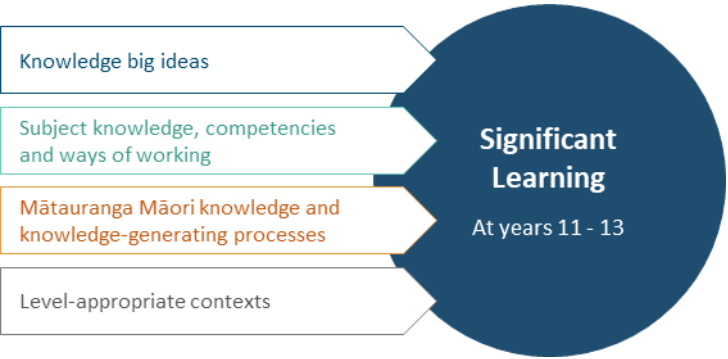 Knowledge big ideas
Subject knowledge, competencies
and ways of working
Mātauranga Māori knowledge and
knowledge-generating processes
Level-appropriate contexts
Significant
Learning
At years 11 - 13